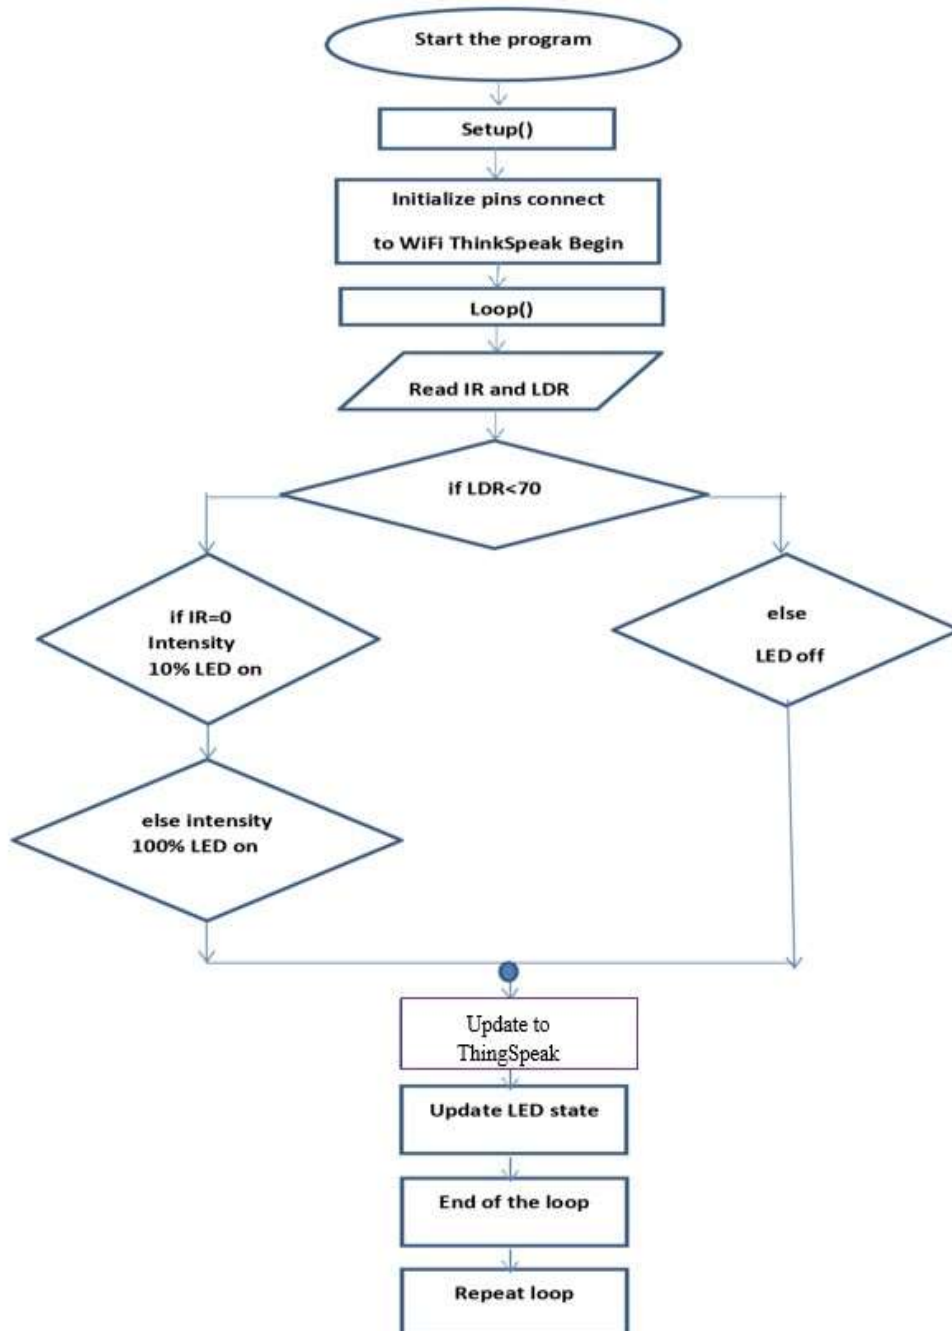 Start the program
Setup()
Initialize pins connect
to WiFi ThinkSpeak Begin
Loop()
Read IR and LDR
if LDR<70
if IR=0
Intensity
10% LED on
else
LED off
else intensity
100% LED on
Update to
ThingSpeak
Update LED state
End of the loop
Repeat loop